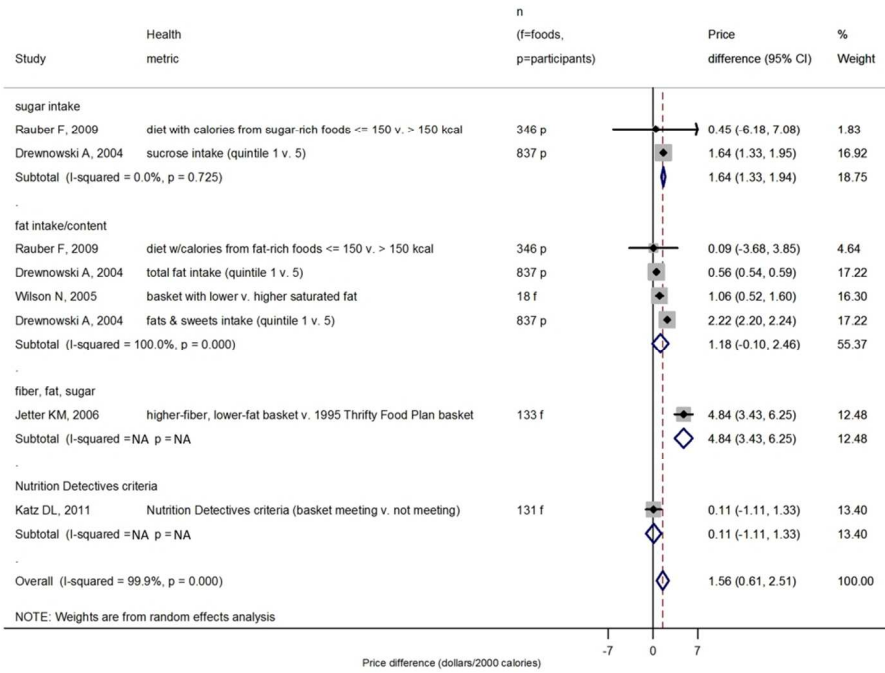 n
Health (f=foods, Price %
Study metric p=participants) difference (95% CI) Weight
sugar intake
Rauber F, 2009 diet with calories from sugar-rich foods <= 150 v. > 150 kcal 346 p 0.45 (-6.18, 7.08) 1.83
Drewnowski A, 2004 sucrose intake (quintile 1 v. 5) 837 p 1.64 (1.33, 1.95) 16.92
Subtotal (I-squared = 0.0%, p = 0.725) 1.64 (1.33, 1.94) 18.75
.
fat intake/content
Rauber F, 2009 diet w/calories from fat-rich foods <= 150 v. > 150 kcal 346 p 0.09 (-3.68, 3.85) 4.64
Drewnowski A, 2004 total fat intake (quintile 1 v. 5) 837 p 0.56 (0.54, 0.59) 17.22
Wilson N, 2005 basket with lower v. higher saturated fat 18 f 1.06 (0.52, 1.60) 16.30
Drewnowski A, 2004 fats & sweets intake (quintile 1 v. 5) 837 p 2.22 (2.20, 2.24) 17.22
Subtotal (I-squared = 100.0%, p = 0.000) 1.18 (-0.10, 2.46) 55.37
.
fiber, fat, sugar
Jetter KM, 2006 higher-fiber, lower-fat basket v. 1995 Thrifty Food Plan basket 133 f 4.84 (3.43, 6.25) 12.48
Subtotal (I-squared =NA p = NA 4.84 (3.43, 6.25) 12.48
.
Nutrition Detectives criteria
Katz DL, 2011 Nutrition Detectives criteria (basket meeting v. not meeting) 131 f 0.11 (-1.11, 1.33) 13.40
Subtotal (I-squared =NA p = NA 0.11 (-1.11, 1.33) 13.40
.
Overall (I-squared = 99.9%, p = 0.000) 1.56 (0.61, 2.51) 100.00
NOTE: Weights are from random effects analysis
-7 0 7
Price difference (dollars/2000 calories)